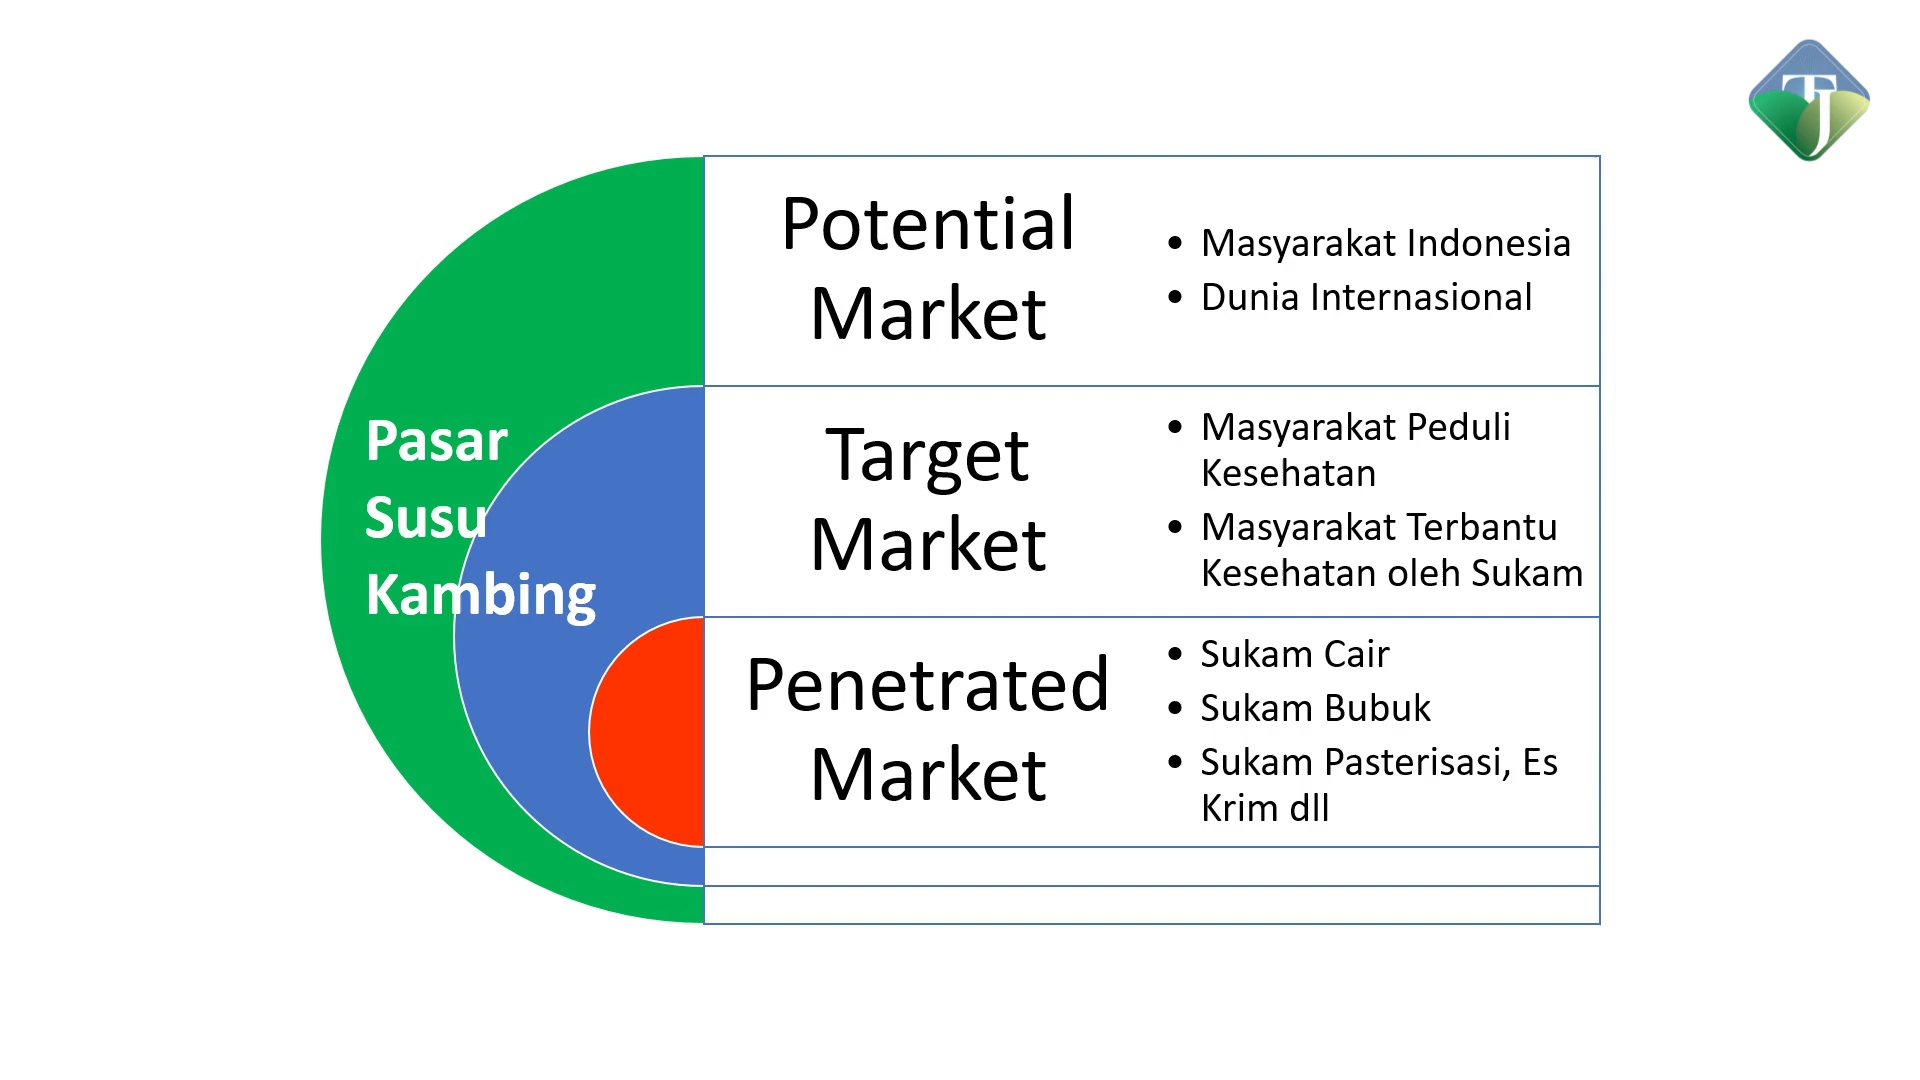 TJ
Pasar
Susu
Kambing
Potential
Market
• Masyarakat Indonesia
• Dunia Internasional
Target
Market
• Masyarakat Peduli
Kesehatan
• Masyarakat Terbantu
Kesehatan oleh Sukam
Penetrated
Market
• Sukam Cair
• Sukam Bubuk
• Sukam Pasterisasi, Es
Krim dll